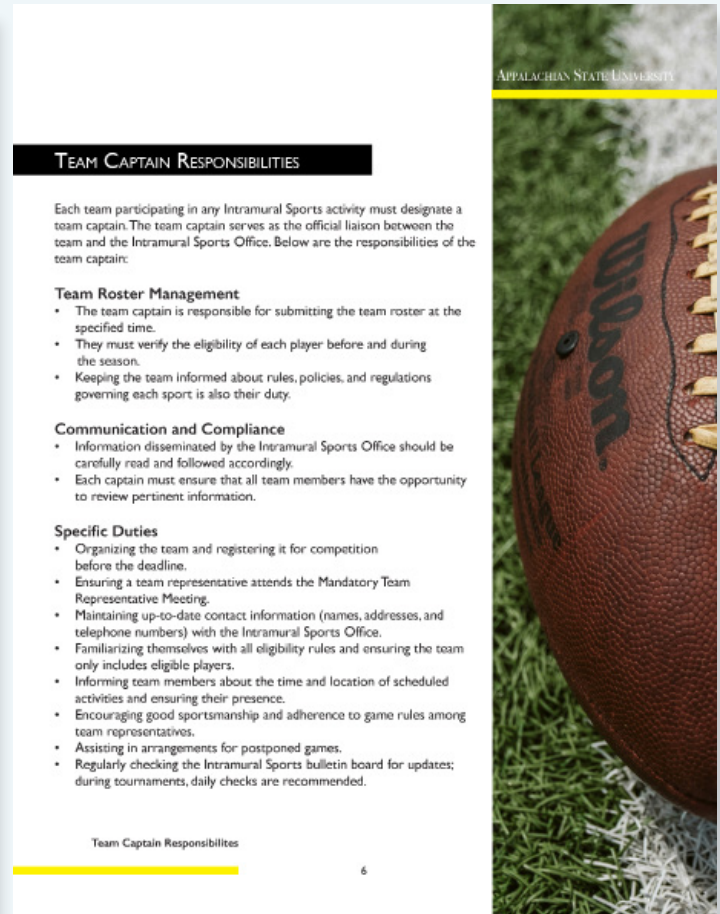 APPALACHIAN STATE UNIVERSITY
TEAM CAPTAIN RESPONSIBILITIES
Each team participating in any Intramural Sports activity must designate a
team captain. The team captain serves as the official liaison between the
team and the Intramural Sports Office. Below are the responsibilities of the
team captain:
Team Roster Management
• The team captain is responsible for submitting the team roster at the
specified time.
• They must verify the eligibility of each player before and during
the season.
• Keeping the team informed about rules, policies, and regulations
governing each sport is also their duty.
Communication and Compliance
• Information disseminated by the Intramural Sports Office should be
carefully read and followed accordingly.
• Each captain must ensure that all team members have the opportunity
to review pertinent information.
Specific Duties
• Organizing the team and registering it for competition
before the deadline.
• Ensuring a team representative attends the Mandatory Team
Representative Meeting.
• Maintaining up-to-date contact information (names, addresses, and
telephone numbers) with the Intramural Sports Office.
• Familiarizing themselves with all eligibility rules and ensuring the team
only includes eligible players.
• Informing team members about the time and location of scheduled
activities and ensuring their presence.
• Encouraging good sportsmanship and adherence to game rules among
team representatives.
• Assisting in arrangements for postponed games.
• Regularly checking the Intramural Sports bulletin board for updates;
during tournaments, daily checks are recommended.
Team Captain Responsibilites
6
Wilson